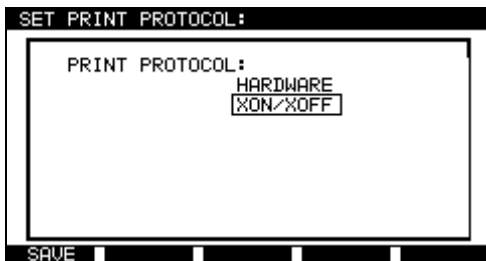 SET PRINT PROTOCOL:
PRINT PROTOCOL:
HARDWARE
XON/XOFF
SAVE